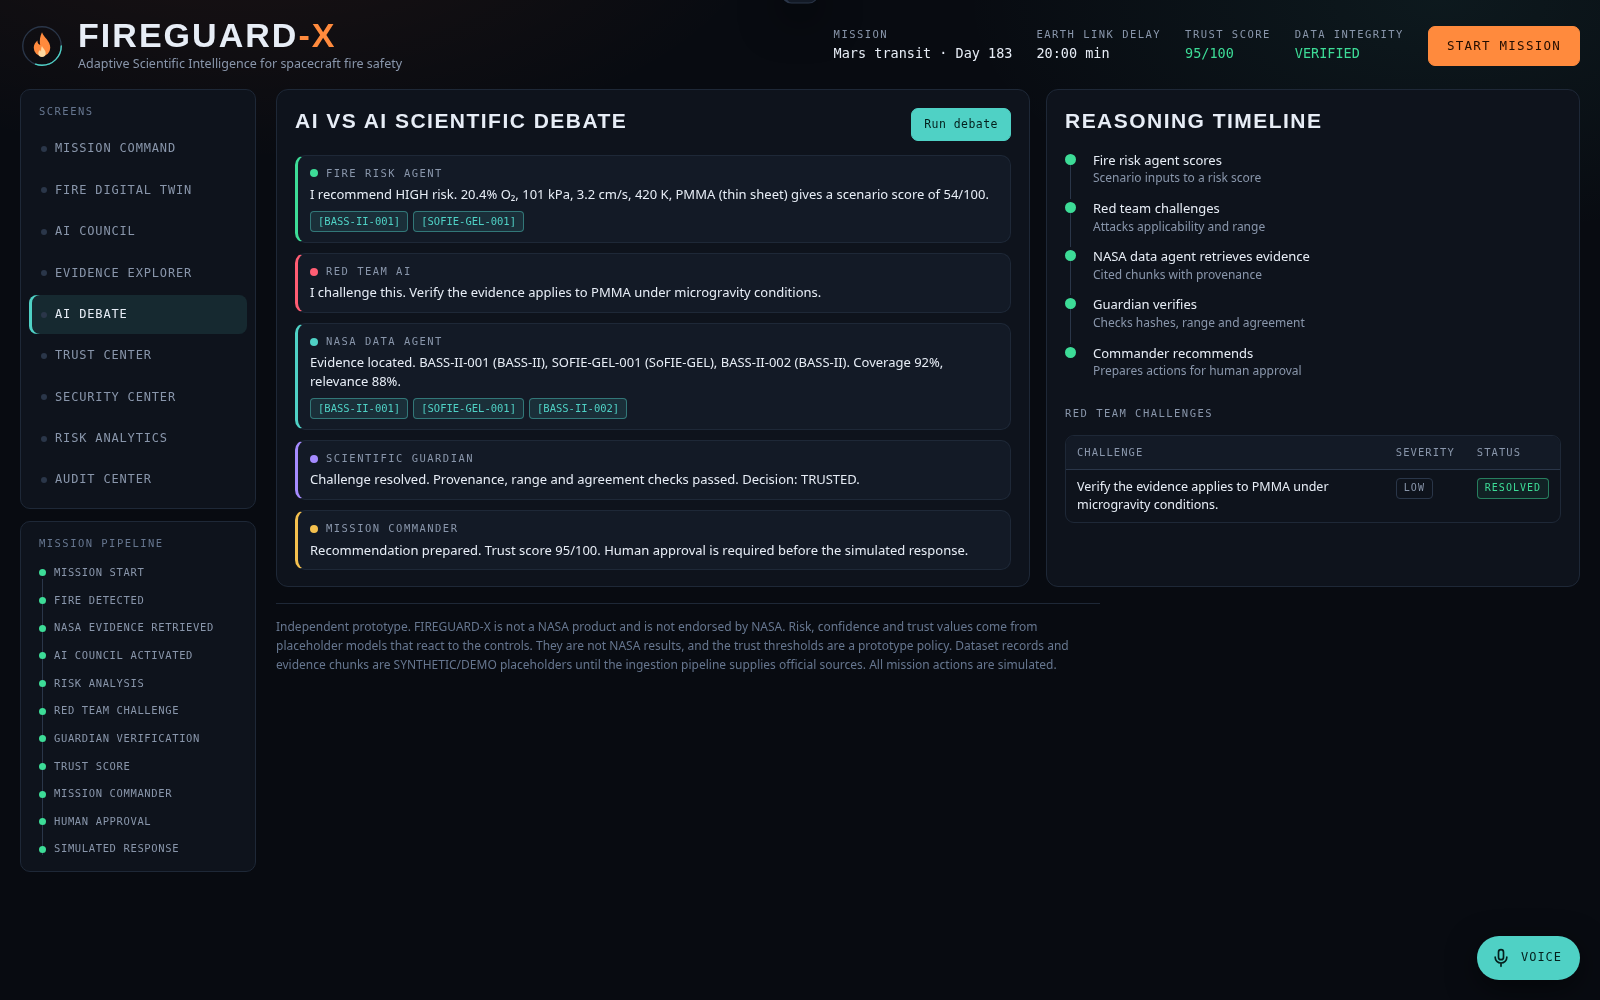 FIREGUARD-X
Adaptive Scientific Intelligence for spacecraft fire safety
MISSION
Mars transit · Day 183
EARTH LINK DELAY
20:00 min
TRUST SCORE
95/100
DATA INTEGRITY
VERIFIED
START MISSION
SCREENS
MISSION COMMAND
FIRE DIGITAL TWIN
AI COUNCIL
EVIDENCE EXPLORER
AI DEBATE
TRUST CENTER
SECURITY CENTER
RISK ANALYTICS
AUDIT CENTER
MISSION PIPELINE
MISSION START
FIRE DETECTED
NASA EVIDENCE RETRIEVED
AI COUNCIL ACTIVATED
RISK ANALYSIS
RED TEAM CHALLENGE
GUARDIAN VERIFICATION
TRUST SCORE
MISSION COMMANDER
HUMAN APPROVAL
SIMULATED RESPONSE
AI VS AI SCIENTIFIC DEBATE
Run debate
FIRE RISK AGENT
I recommend HIGH risk. 20.4% O₂, 101 kPa, 3.2 cm/s, 420 K, PMMA (thin sheet) gives a scenario score of 54/100.
[BASS-II-001] [SOFIE-GEL-001]
RED TEAM AI
I challenge this. Verify the evidence applies to PMMA under microgravity conditions.
NASA DATA AGENT
Evidence located. BASS-II-001 (BASS-II), SOFIE-GEL-001 (SoFIE-GEL), BASS-II-002 (BASS-II). Coverage 92%,
relevance 88%.
[BASS-II-001] [SOFIE-GEL-001] [BASS-II-002]
SCIENTIFIC GUARDIAN
Challenge resolved. Provenance, range and agreement checks passed. Decision: TRUSTED.
MISSION COMMANDER
Recommendation prepared. Trust score 95/100. Human approval is required before the simulated response.
REASONING TIMELINE
Fire risk agent scores
Scenario inputs to a risk score
Red team challenges
Attacks applicability and range
NASA data agent retrieves evidence
Cited chunks with provenance
Guardian verifies
Checks hashes, range and agreement
Commander recommends
Prepares actions for human approval
RED TEAM CHALLENGES
CHALLENGE SEVERITY STATUS
Verify the evidence applies to PMMA under LOW RESOLVED
microgravity conditions.
Independent prototype. FIREGUARD-X is not a NASA product and is not endorsed by NASA. Risk, confidence and trust values come from
placeholder models that react to the controls. They are not NASA results, and the trust thresholds are a prototype policy. Dataset records and
evidence chunks are SYNTHETIC/DEMO placeholders until the ingestion pipeline supplies official sources. All mission actions are simulated.
VOICE